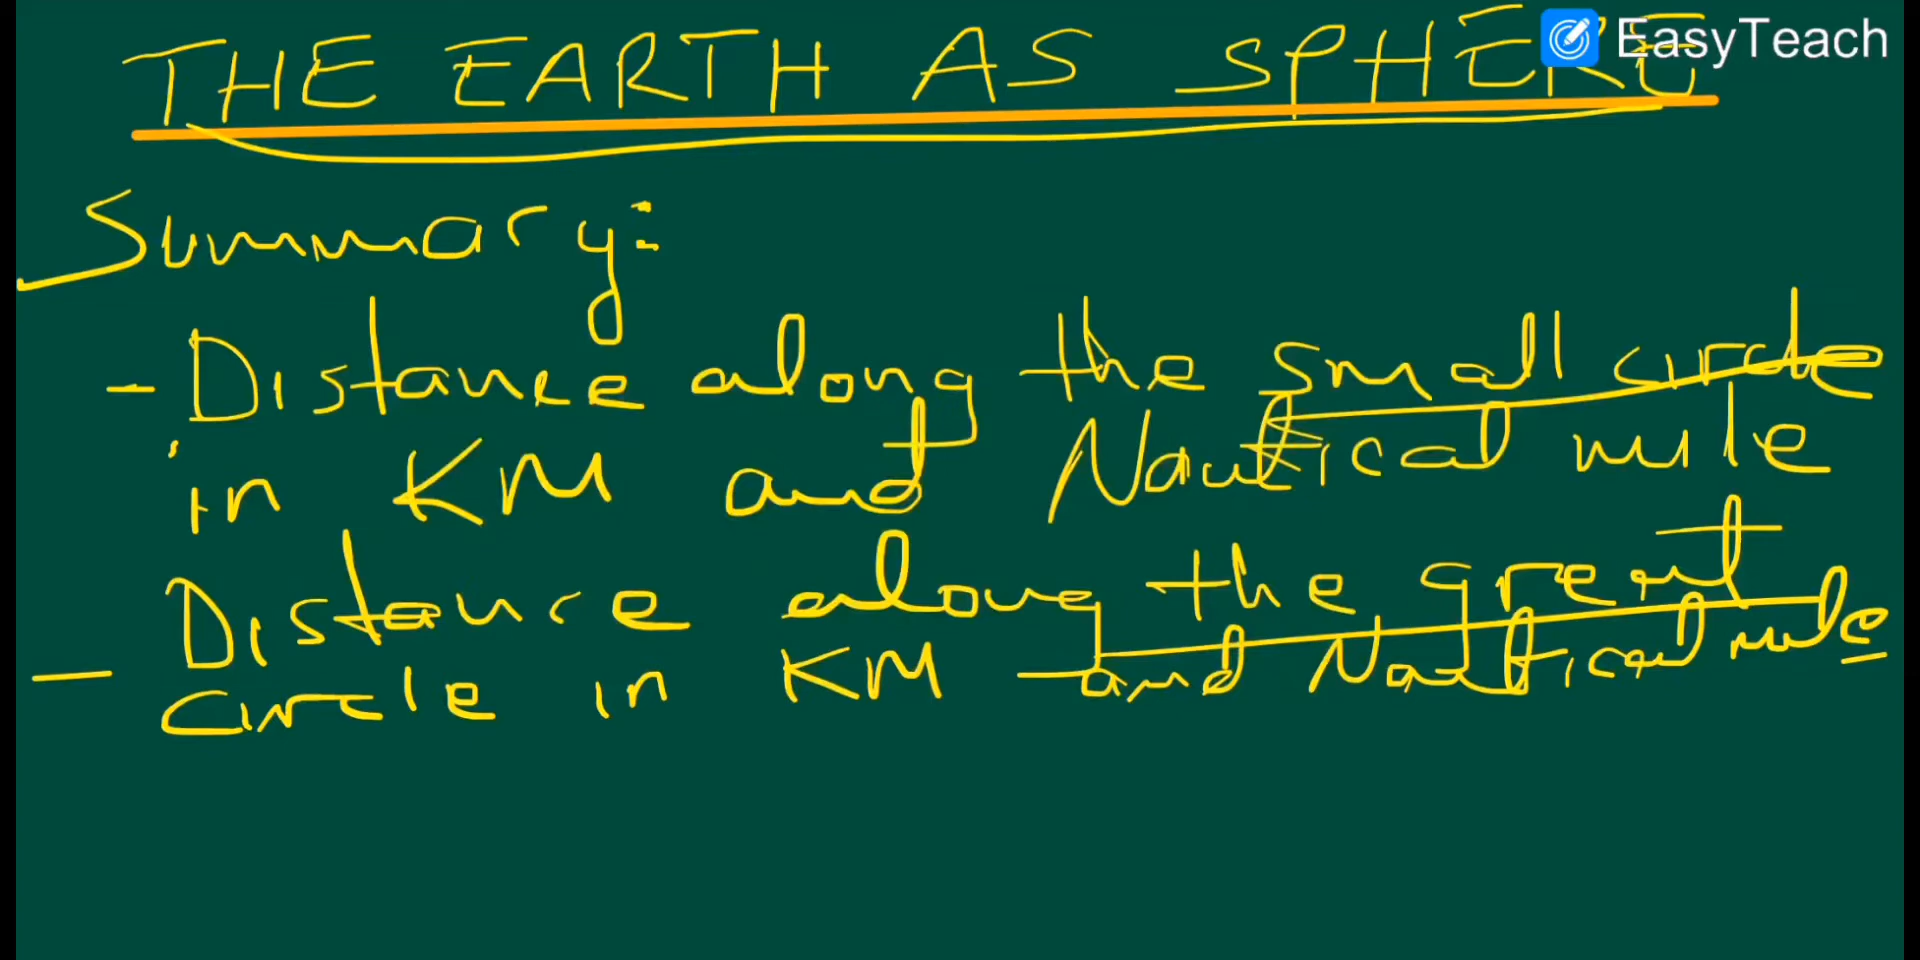 THE EARTH AS SPHERE
EasyTeach
Summary:
- Distance along the small circle
in KM and Nautical mile
- Distance along the great
circle in KM and Nautical mile